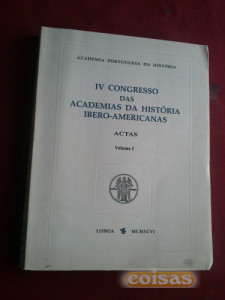 ACADEMIA PORTUGUESA DA HISTÓRIA
IV CONGRESSO
DAS
ACADEMIAS DA HISTÓRIA
IBERO-AMERICANAS
ACTAS
Volume I
LISBOA MCMXCVI
coisas